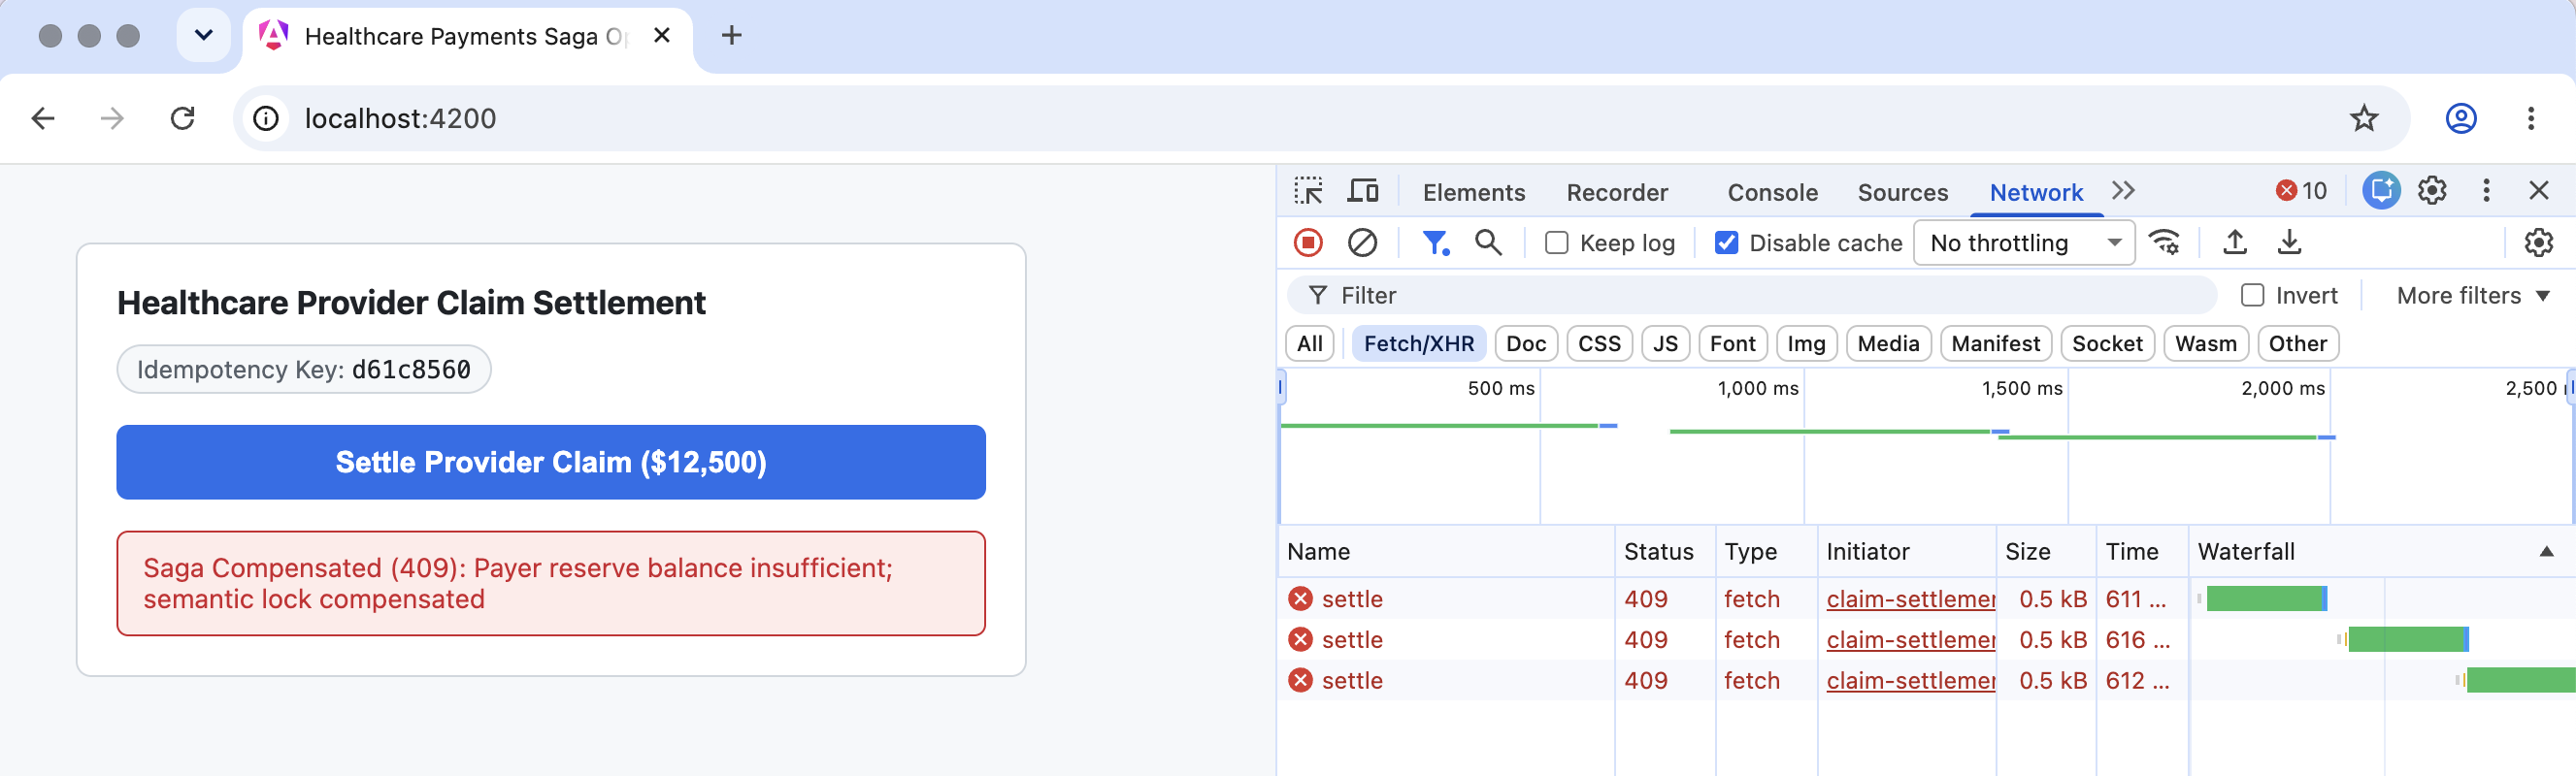 Healthcare Payments Saga Op
localhost:4200
Healthcare Provider Claim Settlement
Idempotency Key: d61c8560
Settle Provider Claim ($12,500)
Saga Compensated (409): Payer reserve balance insufficient;
semantic lock compensated
Elements Recorder Console Sources Network 10
Keep log Disable cache No throttling
Filter Invert More filters
All Fetch/XHR Doc CSS JS Font Img Media Manifest Socket Wasm Other
500 ms 1,000 ms 1,500 ms 2,000 ms 2,500
Name Status Type Initiator Size Time Waterfall
settle 409 fetch claim-settlemer 0.5 kB 611 ...
settle 409 fetch claim-settlemer 0.5 kB 616 ...
settle 409 fetch claim-settlemer 0.5 kB 612 ...